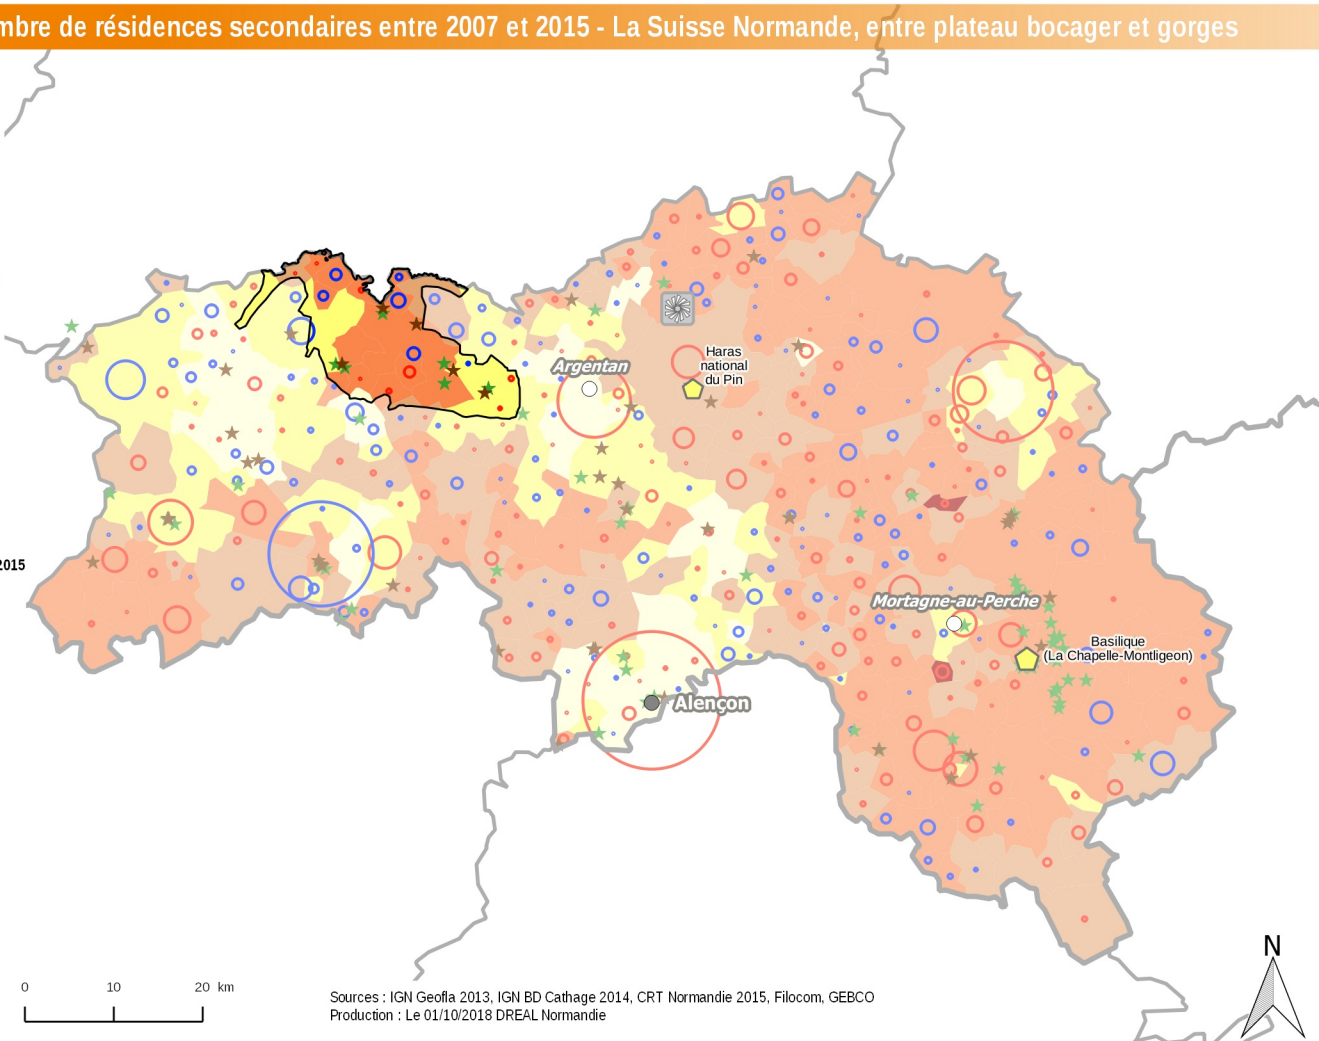 mbre de résidences secondaires entre 2007 et 2015 - La Suisse Normande, entre plateau bocager et gorges
Argentan
Haras
national
du Pin
2015
Mortagne-au-Perche
Basilique
(La Chapelle-Montligeon)
Alençon
N
0 10 20 km
Sources : IGN Geofla 2013, IGN BD Cathage 2014, CRT Normandie 2015, Filocom, GEBCO
Production : Le 01/10/2018 DREAL Normandie